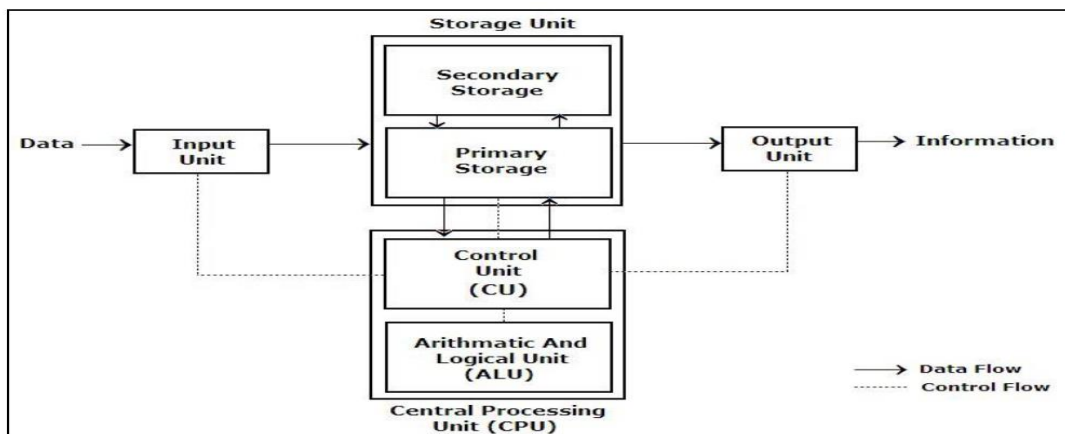 Storage Unit
Secondary
Storage
Data
Input
Unit
Primary
Storage
Output
Unit
Information
Control
Unit
(CU)
Arithmatic And
Logical Unit
(ALU)
Data Flow
Control Flow
Central Processing
Unit (CPU)